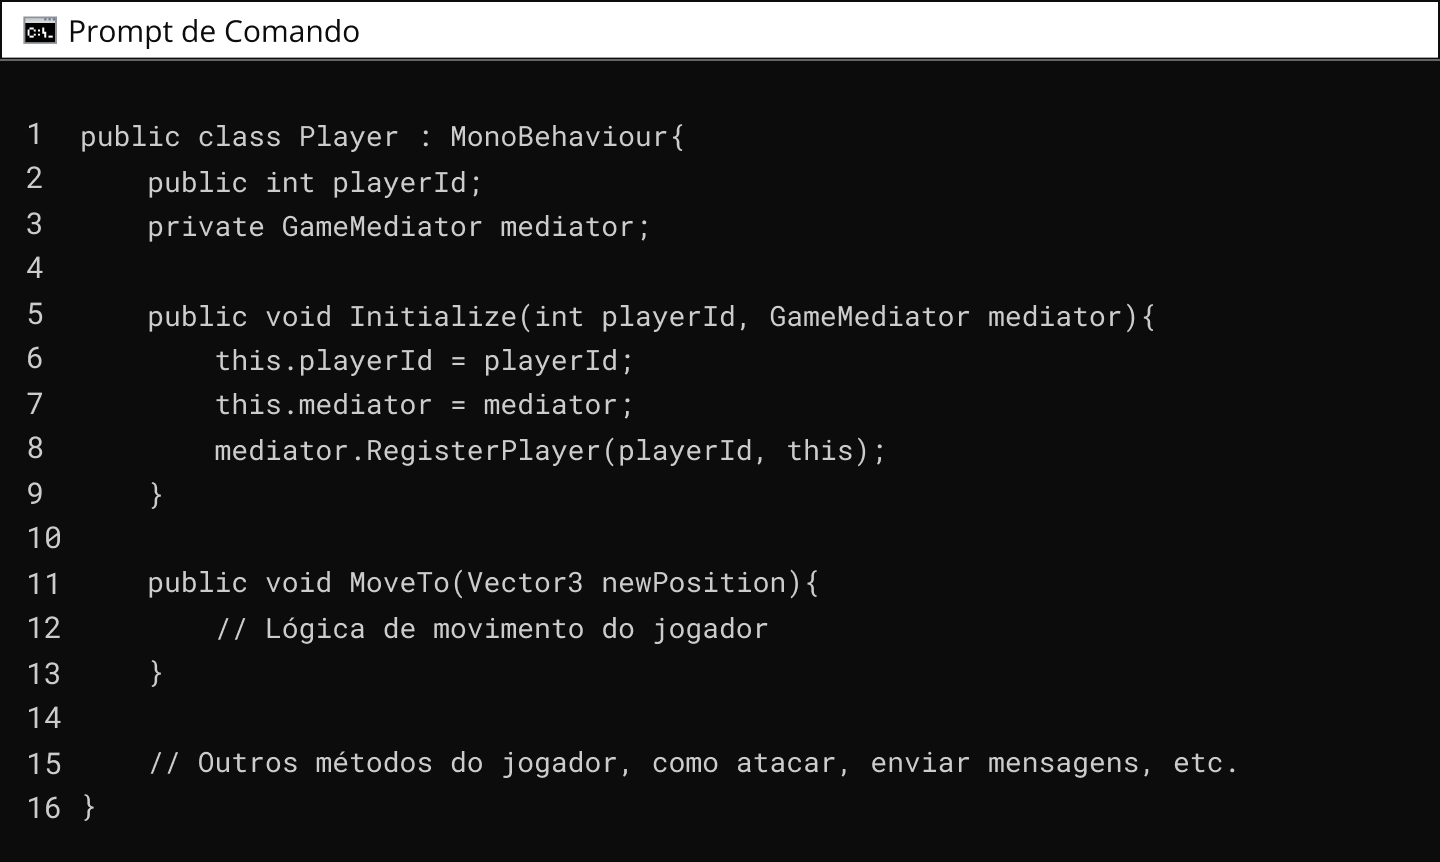 C:\._ Prompt de Comando
1 public class Player : MonoBehaviour{
2     public int playerId;
3     private GameMediator mediator;
4
5     public void Initialize(int playerId, GameMediator mediator){
6         this.playerId = playerId;
7         this.mediator = mediator;
8         mediator.RegisterPlayer(playerId, this);
9     }
10
11     public void MoveTo(Vector3 newPosition){
12         // Lógica de movimento do jogador
13     }
14
15     // Outros métodos do jogador, como atacar, enviar mensagens, etc.
16 }